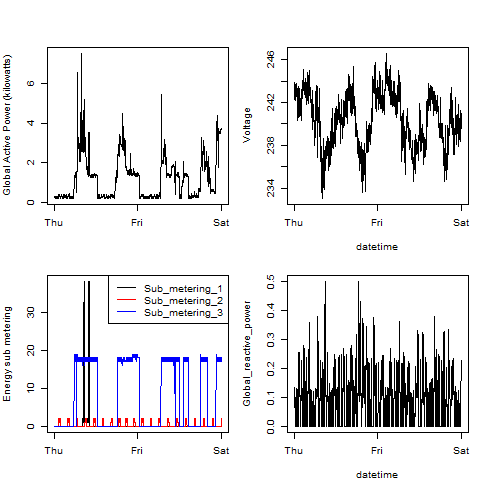 Global Active Power (kilowatts)
0 2 4 6
Thu Fri Sat
Voltage
234 238 242 246
Thu Fri Sat
datetime
Energy sub metering
0 10 20 30
Sub_metering_1
Sub_metering_2
Sub_metering_3
Thu Fri Sat
Global_reactive_power
0.0 0.1 0.2 0.3 0.4 0.5
Thu Fri Sat
datetime